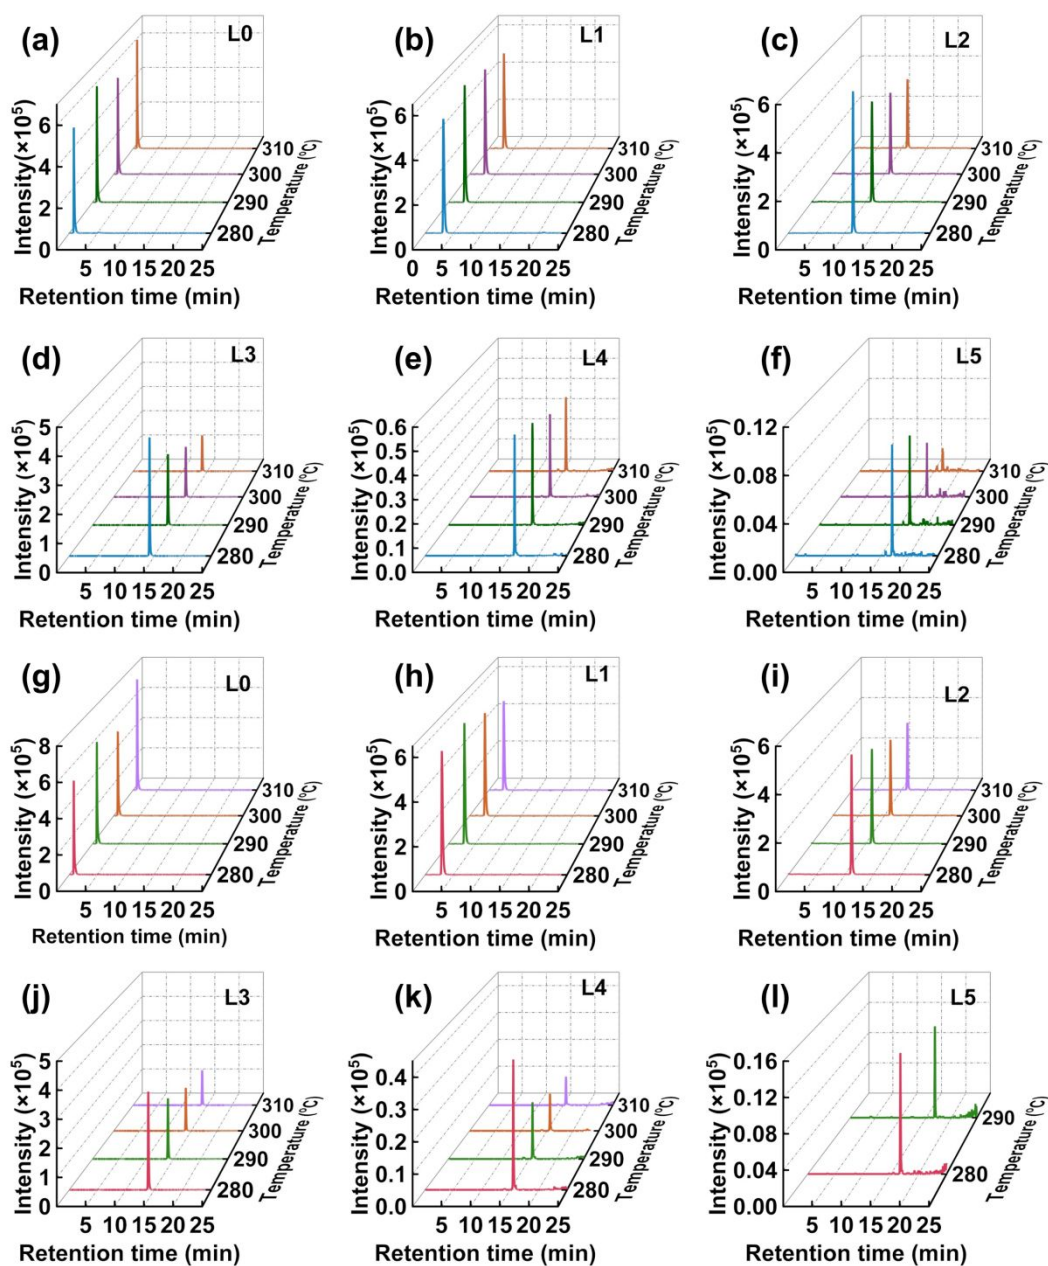 (a)
L0
Intensity(×10⁵)
6
4
2
0
5 10 15 20 25
Retention time (min)
310
300
290
280
Temperature (ºC)
(b)
L1
Intensity(×10⁵)
6
4
2
0
0 5 10 15 20 25
Retention time (min)
310
300
290
280
Temperature (ºC)
(c)
L2
Intensity (×10⁵)
6
4
2
0
5 10 15 20 25
Retention time (min)
310
300
290
280
Temperature (ºC)
(d)
L3
Intensity (×10⁵)
5
4
3
2
1
0
5 10 15 20 25
Retention time (min)
310
300
290
280
Temperature (ºC)
(e)
L4
Intensity (×10⁵)
0.6
0.5
0.4
0.3
0.2
0.1
0.0
5 10 15 20 25
Retention time (min)
310
300
290
280
Temperature (ºC)
(f)
L5
Intensity (×10⁵)
0.12
0.08
0.04
0.00
5 10 15 20 25
Retention time (min)
310
300
290
280
Temperature (ºC)
(g)
L0
Intensity (×10⁵)
8
6
4
2
0
5 10 15 20 25
Retention time (min)
310
300
290
280
Temperature (ºC)
(h)
L1
Intensity (×10⁵)
6
4
2
0
5 10 15 20 25
Retention time (min)
310
300
290
280
Temperature (ºC)
(i)
L2
Intensity (×10⁵)
6
4
2
0
5 10 15 20 25
Retention time (min)
310
300
290
280
Temperature (ºC)
(j)
L3
Intensity (×10⁵)
5
4
3
2
1
0
5 10 15 20 25
Retention time (min)
310
300
290
280
Temperature (ºC)
(k)
L4
Intensity (×10⁵)
0.4
0.3
0.2
0.1
0.0
5 10 15 20 25
Retention time (min)
310
300
290
280
Temperature (ºC)
(l)
L5
Intensity (×10⁵)
0.16
0.12
0.08
0.04
0.00
5 10 15 20 25
Retention time (min)
290
280
Temperature (ºC)